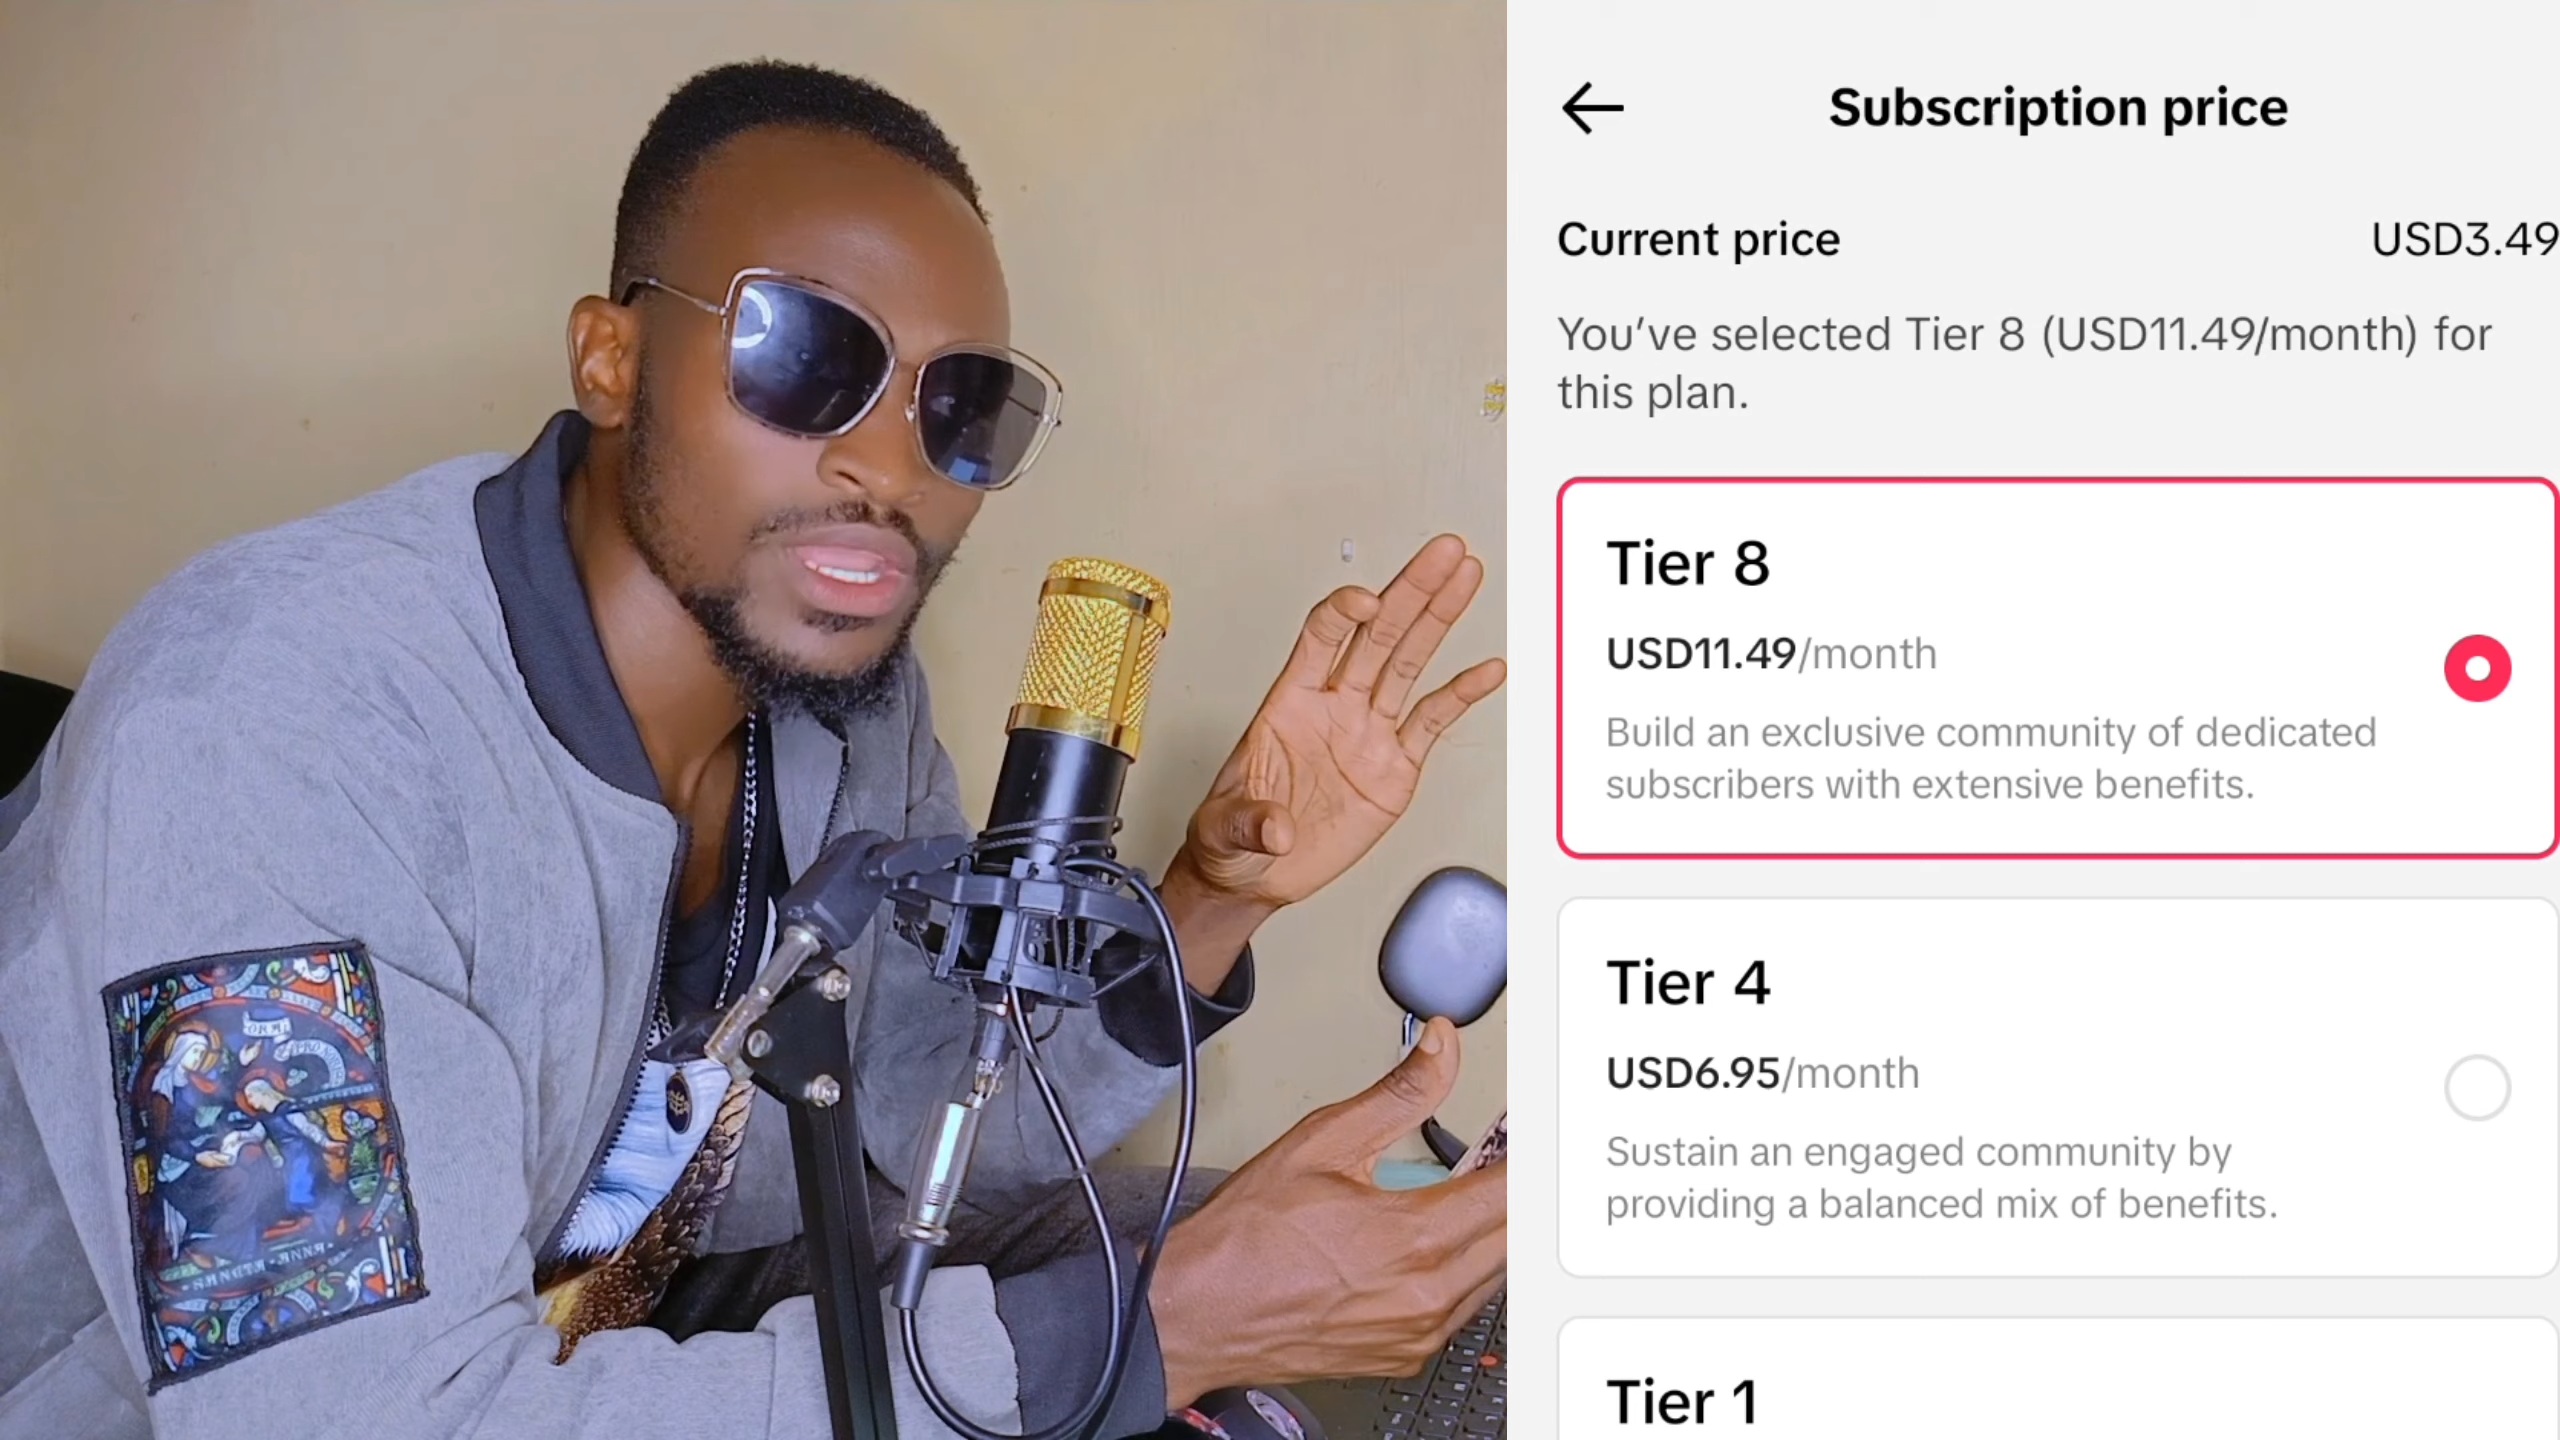 Subscription price
Current price USD3.49
You’ve selected Tier 8 (USD11.49/month) for
this plan.
Tier 8
USD11.49/month
Build an exclusive community of dedicated
subscribers with extensive benefits.
Tier 4
USD6.95/month
Sustain an engaged community by
providing a balanced mix of benefits.
Tier 1